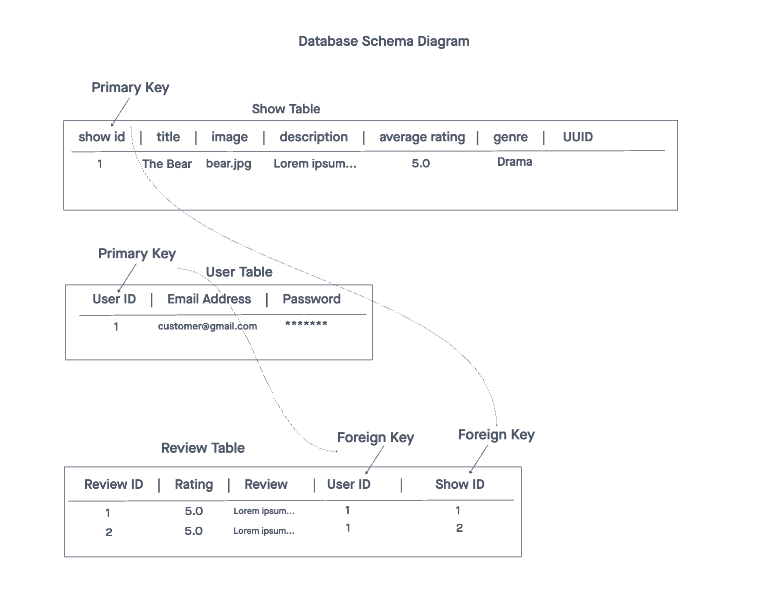 Database Schema Diagram
Primary Key
Show Table
show id | title | image | description | average rating | genre | UUID
1 The Bear bear.jpg Lorem ipsum... 5.0 Drama
Primary Key
User Table
User ID | Email Address | Password
1 customer@gmail.com *******
Foreign Key Foreign Key
Review Table
Review ID | Rating | Review | User ID | Show ID
1 5.0 Lorem ipsum... 1 1
2 5.0 Lorem ipsum... 1 2